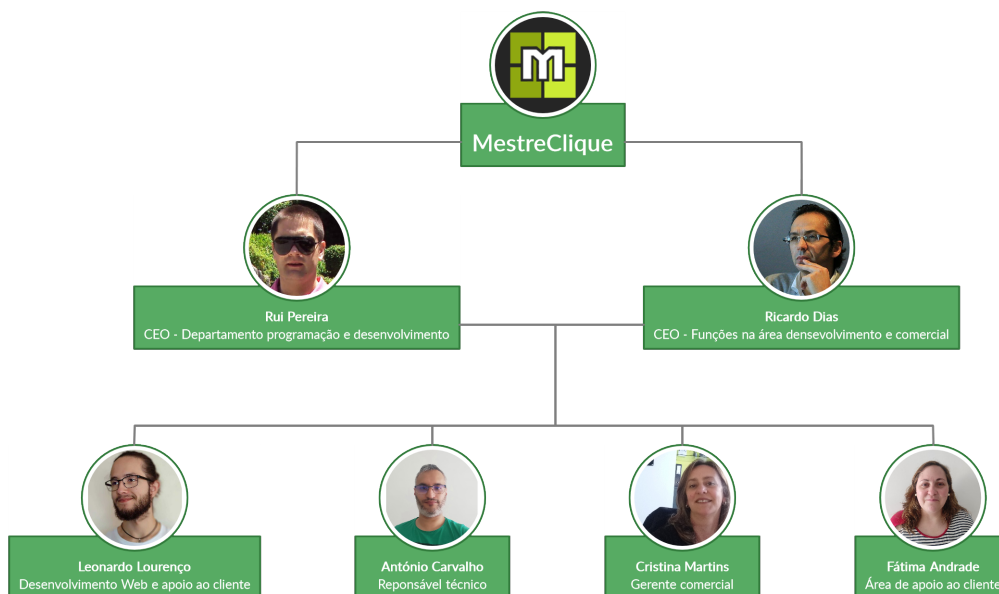 M
MestreClique
Rui Pereira
CEO - Departamento programação e desenvolvimento
Ricardo Dias
CEO - Funções na área densevolvimento e comercial
Leonardo Lourenço
Desenvolvimento Web e apoio ao cliente
António Carvalho
Reponsável técnico
Cristina Martins
Gerente comercial
Fátima Andrade
Área de apoio ao cliente